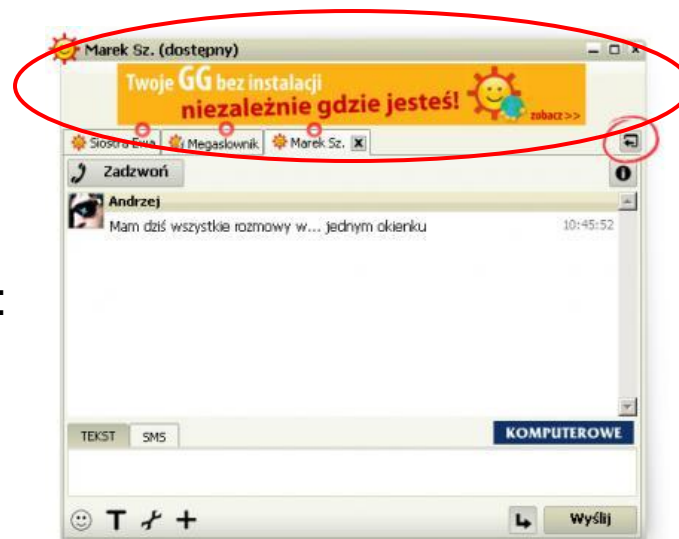 Marek Sz. (dostępny)
Twoje GG bez instalacji
niezależnie gdzie jesteś!
zobacz >>
Siostra Ewa
Megaslownik
Marek Sz.
Zadzwoń
Andrzej
Mam dziś wszystkie rozmowy w... jednym okienku 10:45:52
:
TEKST SMS
KOMPUTEROWE
Wyślij